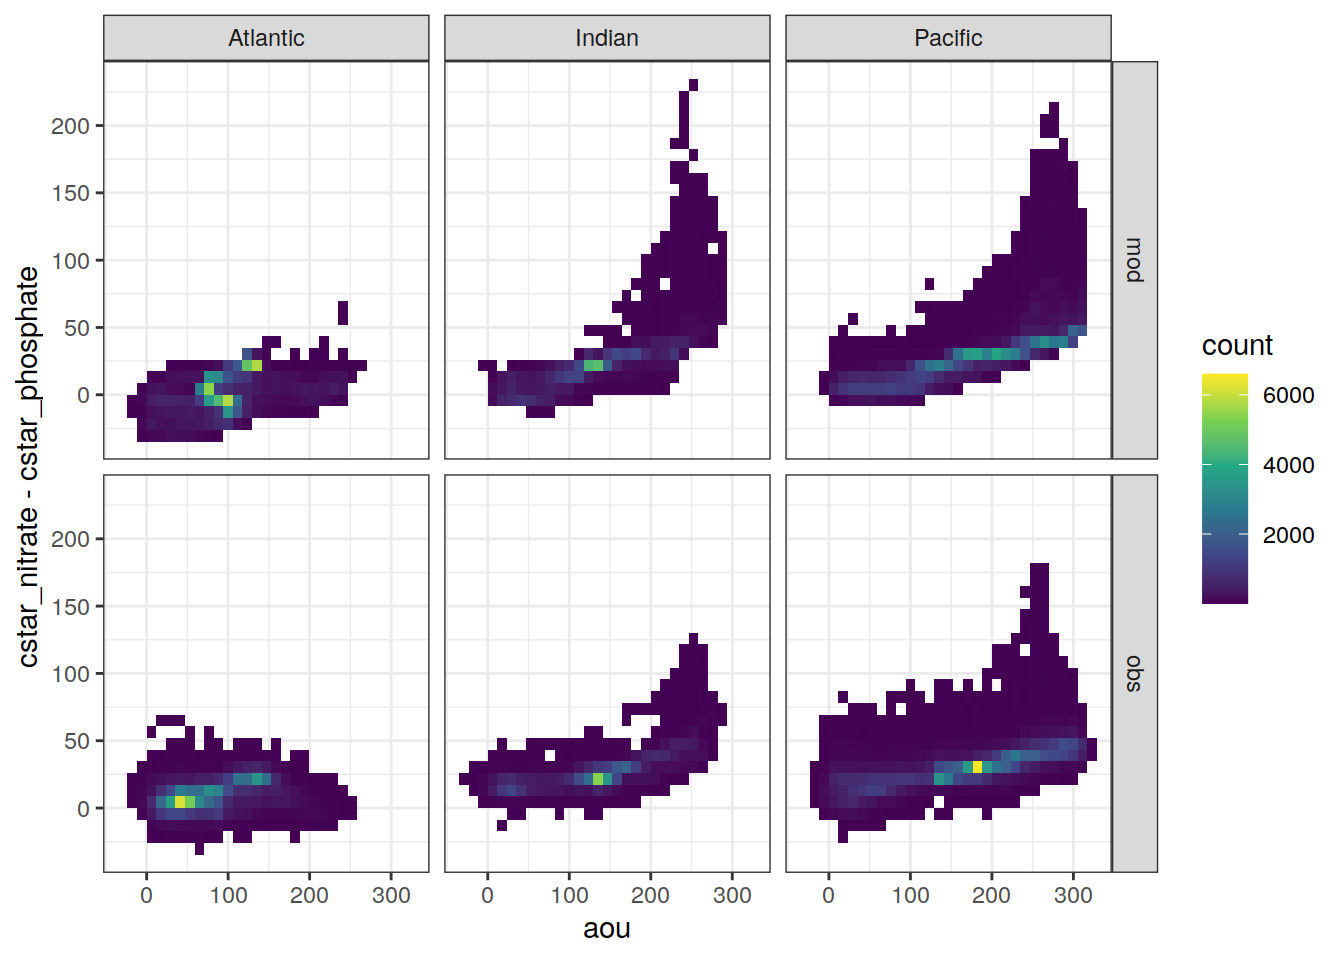 Atlantic Indian Pacific
200
150
100
50
0
mod
200
150
100
50
0
obs
0 100 200 300 0 100 200 300 0 100 200 300
aou
cstar_nitrate - cstar_phosphate
count
6000
4000
2000